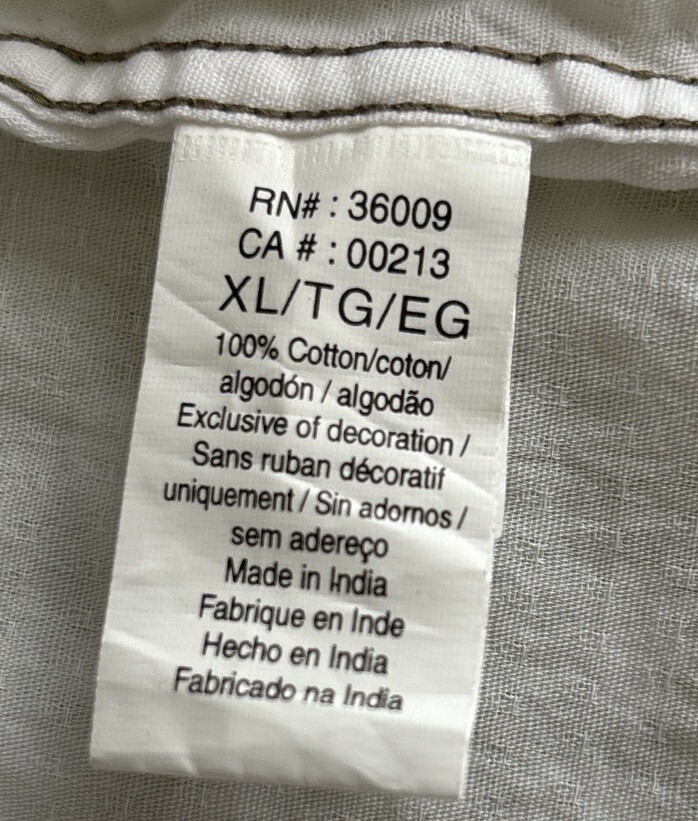 RN# : 36009
CA # : 00213
XL/TG/EG
100% Cotton/coton/
algodón / algodão
Exclusive of decoration /
Sans ruban décoratif
uniquement / Sin adornos /
sem adereço
Made in India
Fabrique en Inde
Hecho en India
Fabricado na India